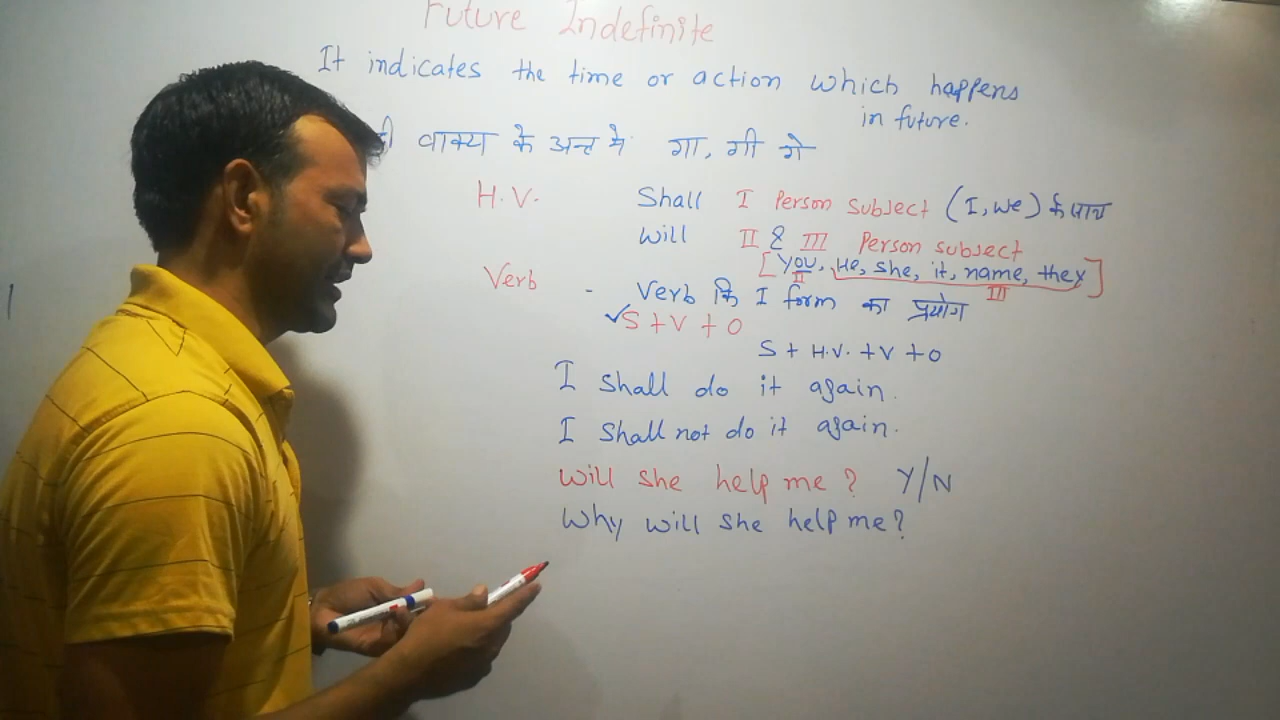 Future Indefinite
It indicates the time or action which happens
in future.
वाक्य के अन्त मे गा, गी गे
H.V. Shall I Person Subject (I, we) के साथ
Will II & III Person subject
[You, He, she, it, name, they]
II III
Verb - Verb कि I form का प्रयोग
✓S + V + O
S + H.V. + V + O
I Shall do it again.
I Shall not do it again.
Will She help me? Y/N
Why will She help me?